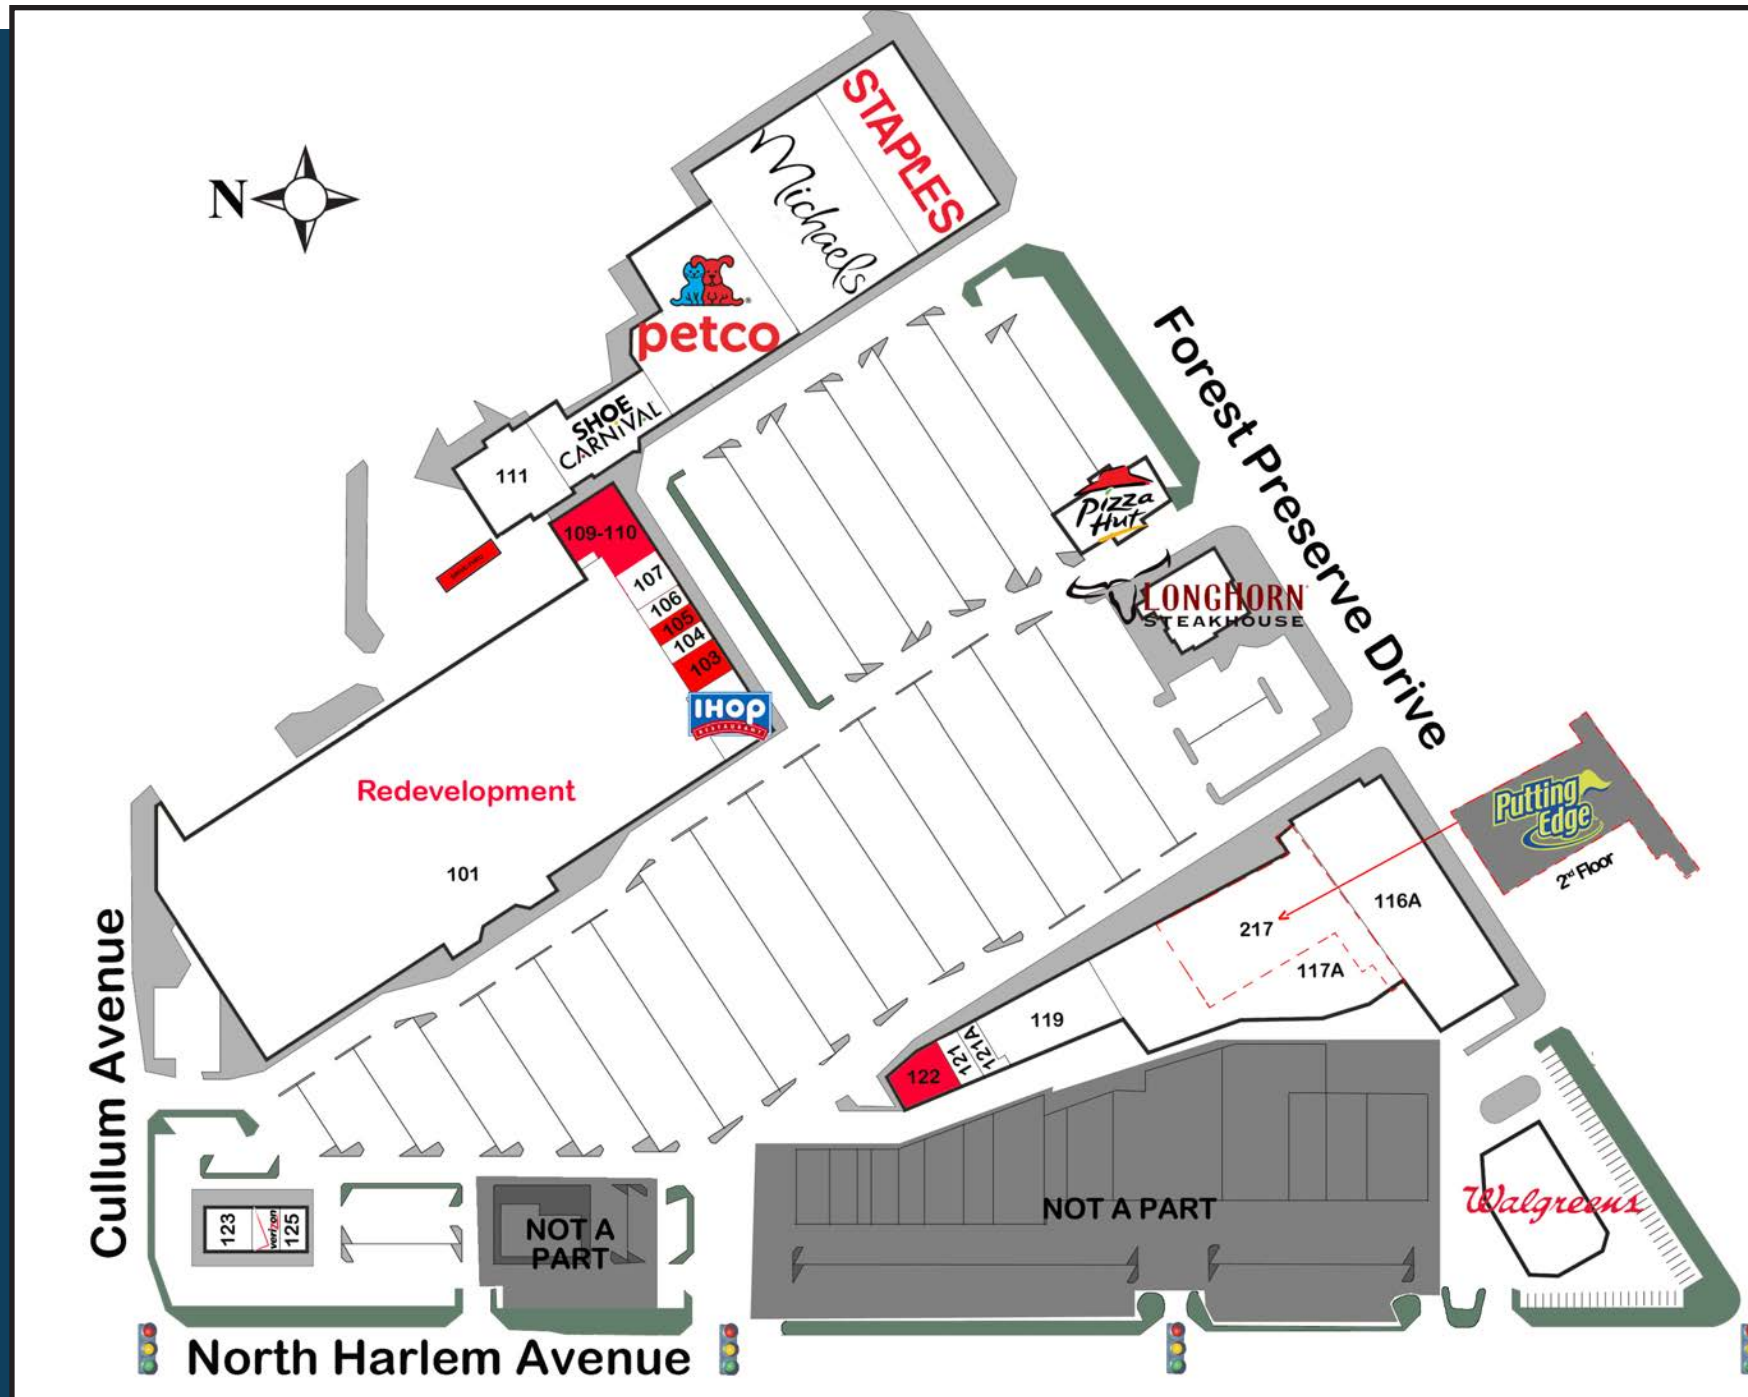 N
STAPLES
Michaels
petco
SHOE
CARNIVAL
111
109-110
107
106
105
104
103
IHOP
RESTAURANT
Pizza
Hut
LONGHORN
STEAKHOUSE
Forest Preserve Drive
Redevelopment
101
Putting
Edge
2nd Floor
116A
217
117A
119
121A
121
122
Cullum Avenue
123
verizon
125
NOT A
PART
NOT A PART
Walgreens
North Harlem Avenue